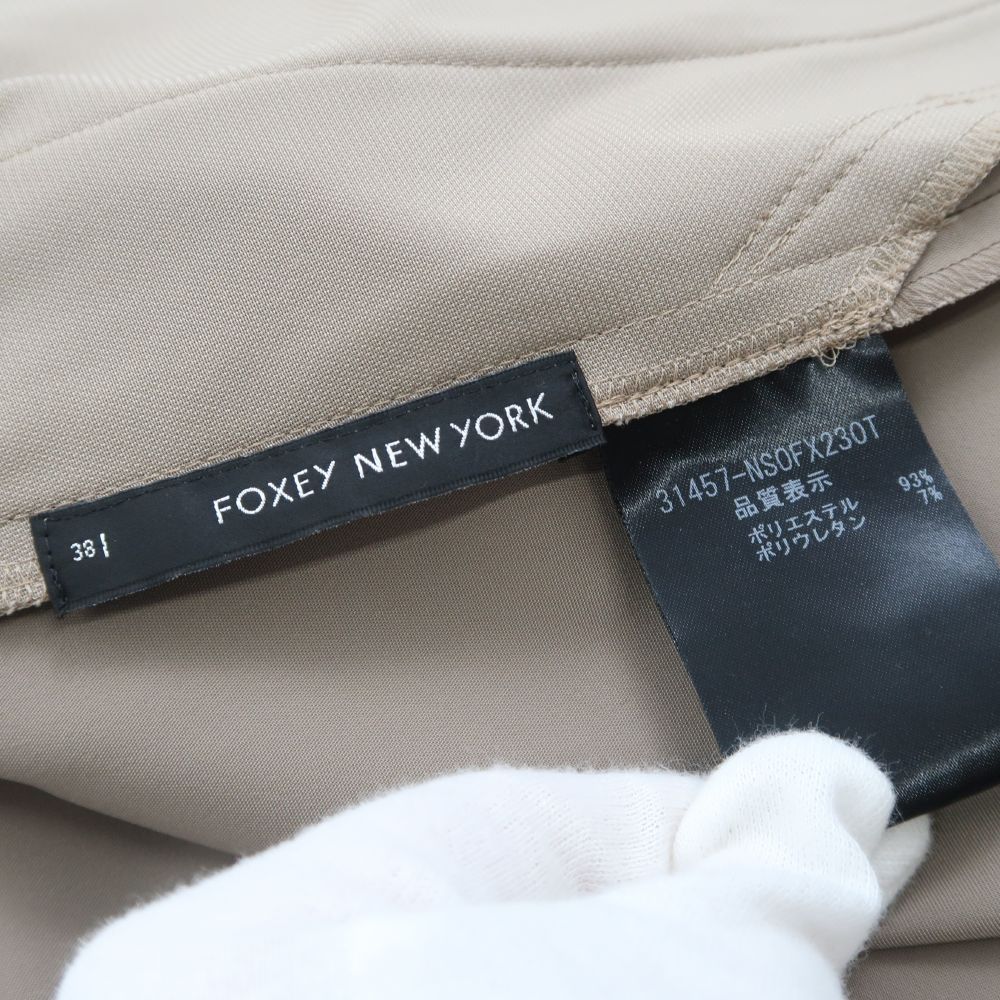 FOXEY NEW YORK
38
31457-NSOFX230T
品質表示
ポリエステル 93%
ポリウレタン 7%